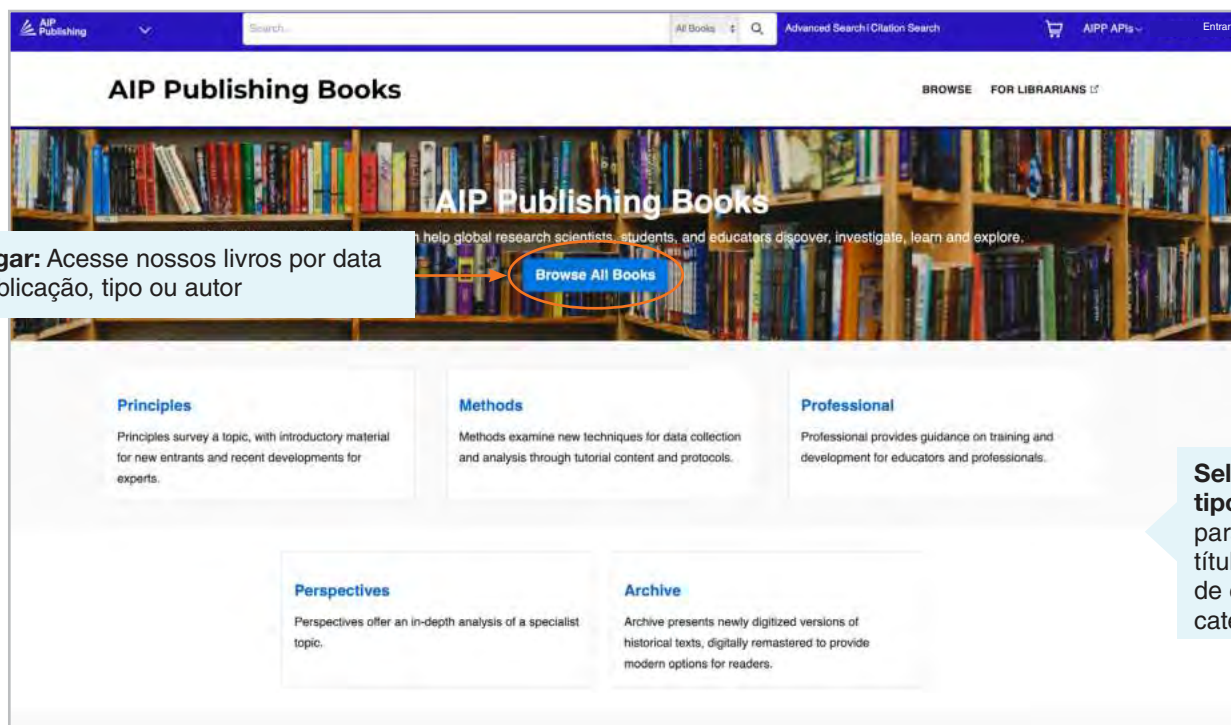 AIP Publishing
Search...
All Books
Advanced Search | Citation Search
AIPP APIs
Entrar
AIP Publishing Books
BROWSE FOR LIBRARIANS
AIP Publishing Books
help global research scientists, students, and educators discover, investigate, learn and explore.
gar: Acesse nossos livros por data
blicação, tipo ou autor
Browse All Books
Principles
Principles survey a topic, with introductory material
for new entrants and recent developments for
experts.
Methods
Methods examine new techniques for data collection
and analysis through tutorial content and protocols.
Professional
Professional provides guidance on training and
development for educators and professionals.
Sel
tipo
par
títul
de
cate
Perspectives
Perspectives offer an in-depth analysis of a specialist
topic.
Archive
Archive presents newly digitized versions of
historical texts, digitally remastered to provide
modern options for readers.